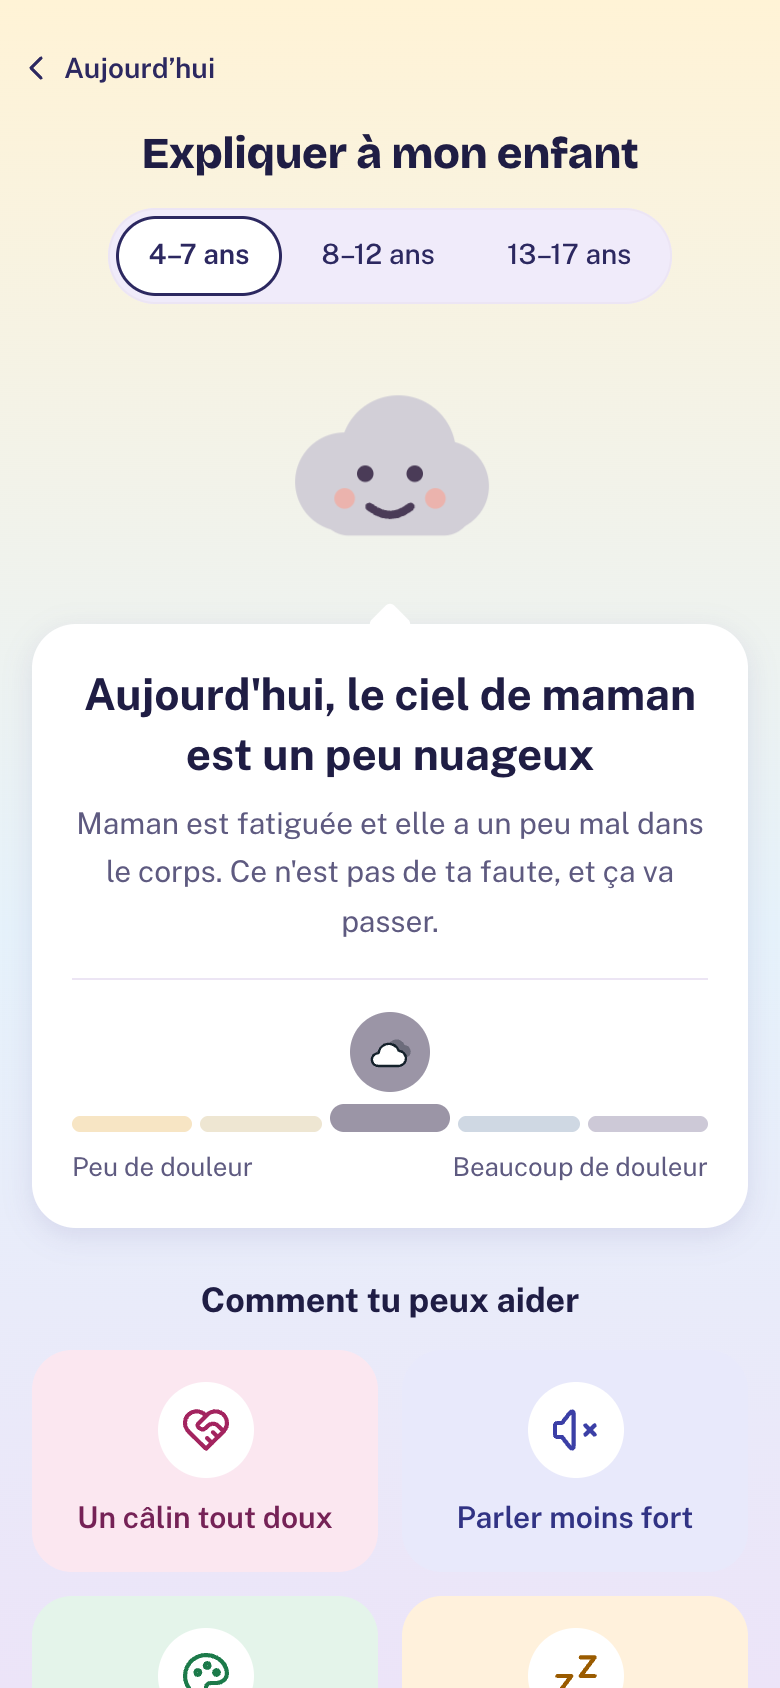 Aujourd’hui
Expliquer à mon enfant
4–7 ans
8–12 ans
13–17 ans
Aujourd'hui, le ciel de maman
est un peu nuageux
Maman est fatiguée et elle a un peu mal dans
le corps. Ce n'est pas de ta faute, et ça va
passer.
Peu de douleur
Beaucoup de douleur
Comment tu peux aider
Un câlin tout doux
Parler moins fort